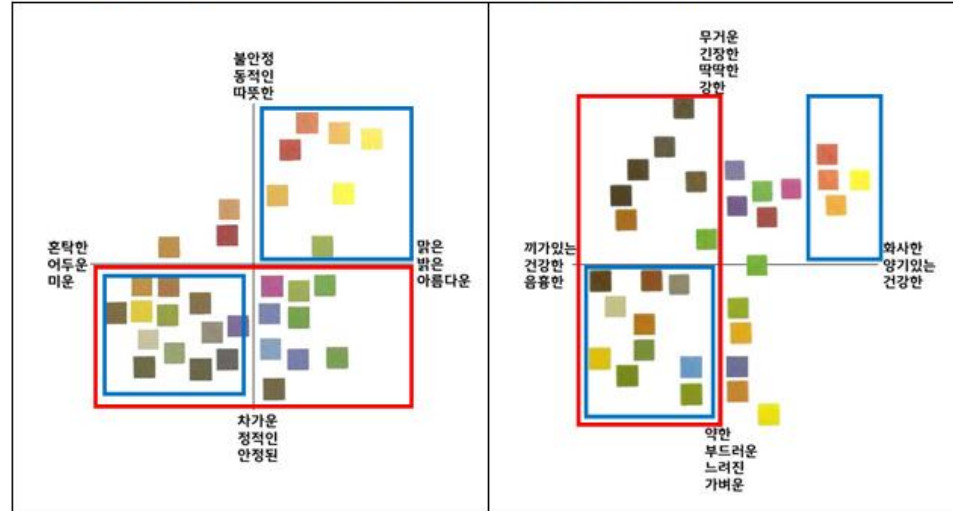 불안정
동적인
따뜻한
혼탁한
어두운
미운
맑은
밝은
아름다운
차가운
정적인
안정된
무거운
긴장한
딱딱한
강한
끼가있는
건강한
음흉한
화사한
양기있는
건강한
약한
부드러운
느려진
가벼운